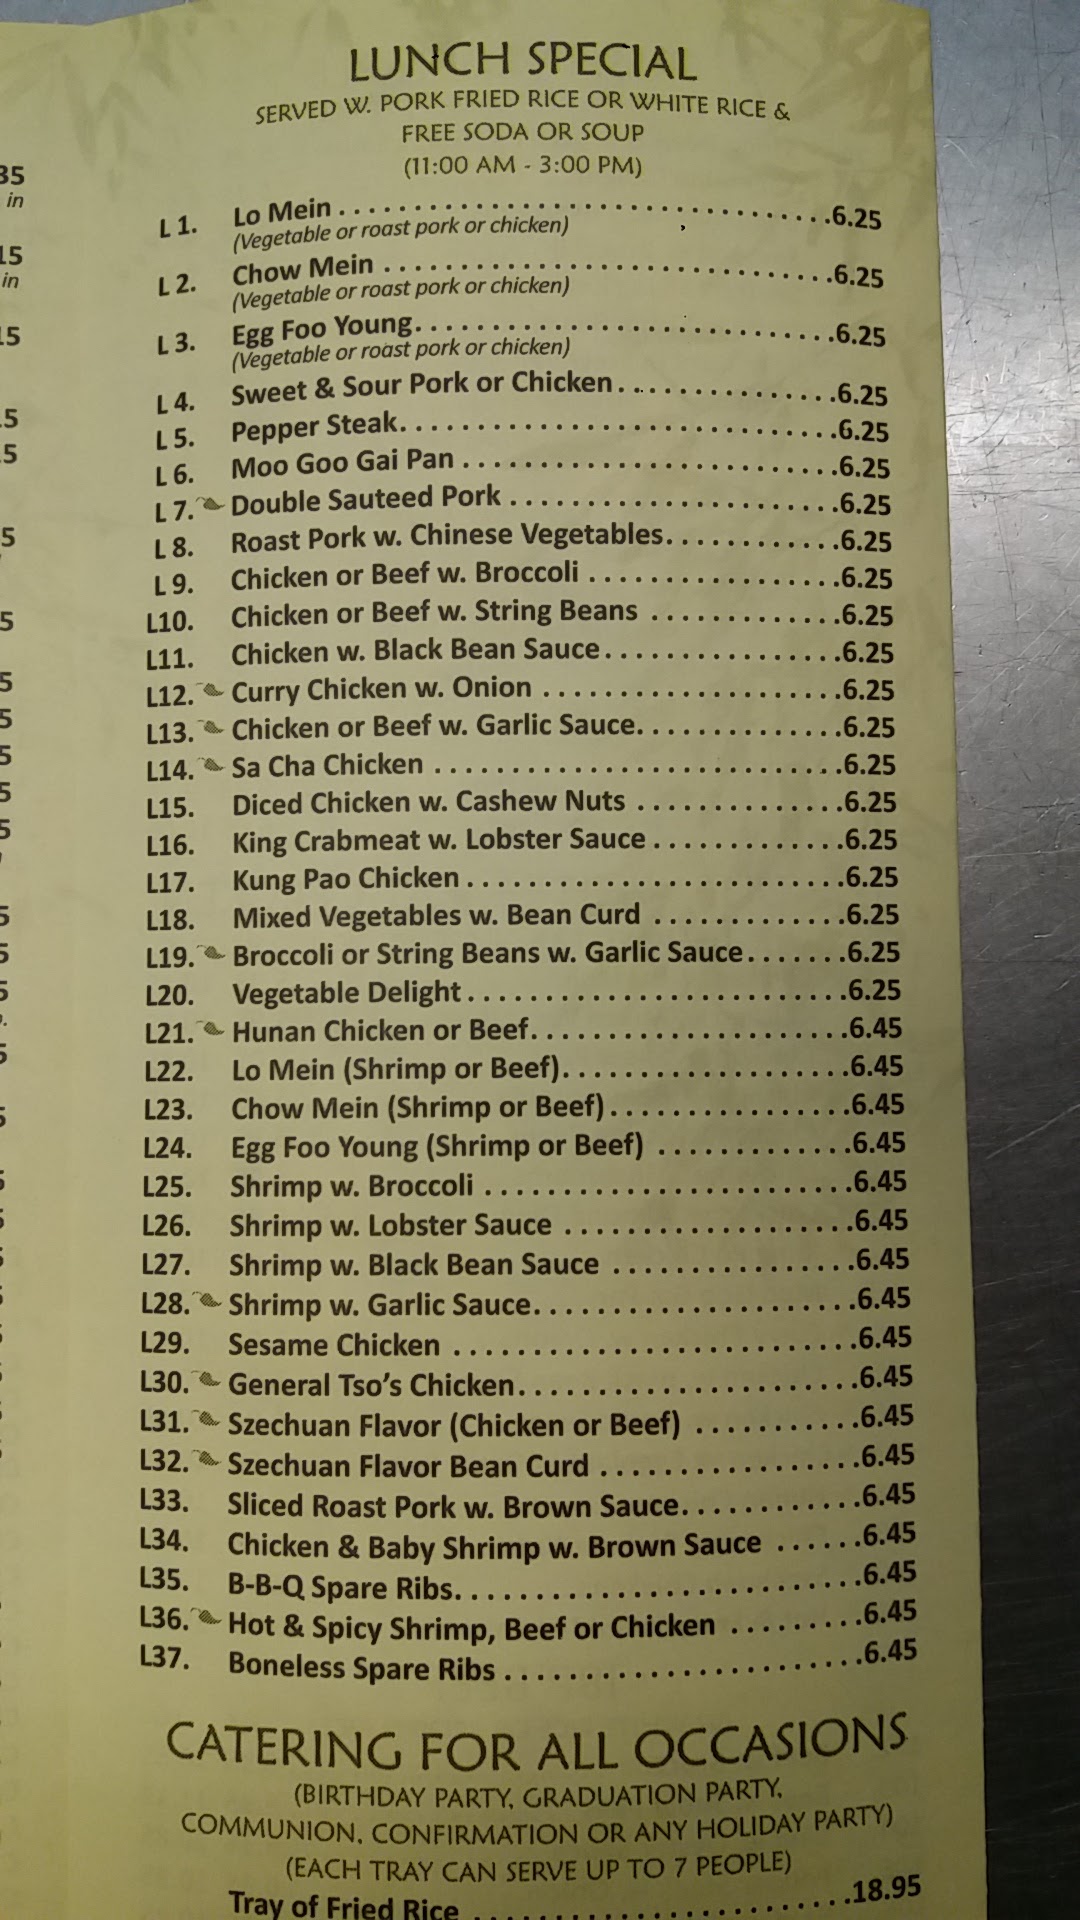 LUNCH SPECIAL
SERVED W. PORK FRIED RICE OR WHITE RICE &
FREE SODA OR SOUP
(11:00 AM - 3:00 PM)
L 1. Lo Mein 6.25
(Vegetable or roast pork or chicken)
L 2. Chow Mein 6.25
(Vegetable or roast pork or chicken)
L 3. Egg Foo Young 6.25
(Vegetable or roast pork or chicken)
L 4. Sweet & Sour Pork or Chicken 6.25
L 5. Pepper Steak 6.25
L 6. Moo Goo Gai Pan 6.25
L 7. Double Sauteed Pork 6.25
L 8. Roast Pork w. Chinese Vegetables 6.25
L 9. Chicken or Beef w. Broccoli 6.25
L10. Chicken or Beef w. String Beans 6.25
L11. Chicken w. Black Bean Sauce 6.25
L12. Curry Chicken w. Onion 6.25
L13. Chicken or Beef w. Garlic Sauce 6.25
L14. Sa Cha Chicken 6.25
L15. Diced Chicken w. Cashew Nuts 6.25
L16. King Crabmeat w. Lobster Sauce 6.25
L17. Kung Pao Chicken 6.25
L18. Mixed Vegetables w. Bean Curd 6.25
L19. Broccoli or String Beans w. Garlic Sauce 6.25
L20. Vegetable Delight 6.25
L21. Hunan Chicken or Beef 6.45
L22. Lo Mein (Shrimp or Beef) 6.45
L23. Chow Mein (Shrimp or Beef) 6.45
L24. Egg Foo Young (Shrimp or Beef) 6.45
L25. Shrimp w. Broccoli 6.45
L26. Shrimp w. Lobster Sauce 6.45
L27. Shrimp w. Black Bean Sauce 6.45
L28. Shrimp w. Garlic Sauce 6.45
L29. Sesame Chicken 6.45
L30. General Tso's Chicken 6.45
L31. Szechuan Flavor (Chicken or Beef) 6.45
L32. Szechuan Flavor Bean Curd 6.45
L33. Sliced Roast Pork w. Brown Sauce 6.45
L34. Chicken & Baby Shrimp w. Brown Sauce 6.45
L35. B-B-Q Spare Ribs 6.45
L36. Hot & Spicy Shrimp, Beef or Chicken 6.45
L37. Boneless Spare Ribs 6.45
CATERING FOR ALL OCCASIONS
(BIRTHDAY PARTY, GRADUATION PARTY,
COMMUNION, CONFIRMATION OR ANY HOLIDAY PARTY)
(EACH TRAY CAN SERVE UP TO 7 PEOPLE)
Tray of Fried Rice 18.95